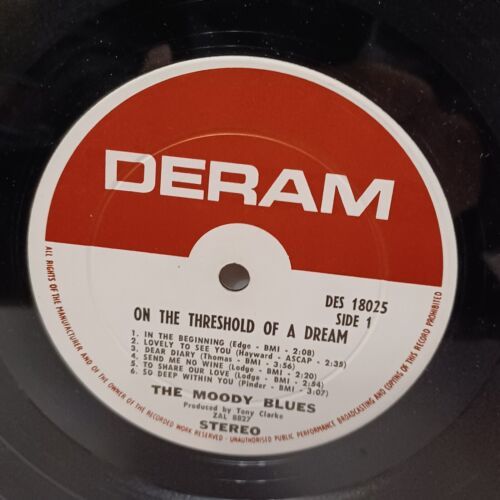 DERAM
DES 18025
SIDE 1
ON THE THRESHOLD OF A DREAM
1. IN THE BEGINNING (Edge - BMI - 2:08)
2. LOVELY TO SEE YOU (Hayward - ASCAP - 2:35)
3. DEAR DIARY (Thomas - BMI - 3:56)
4. SEND ME NO WINE (Lodge - BMI - 2:20)
5. TO SHARE OUR LOVE (Lodge - BMI - 2:54)
6. SO DEEP WITHIN YOU (Pinder - BMI - 3:07)
THE MOODY BLUES
Produced by Tony Clarke
ZAL 8827
STEREO
ALL RIGHTS OF THE MANUFACTURER AND OF THE OWNER OF THE RECORDED WORK RESERVED - UNAUTHORISED PUBLIC PERFORMANCE BROADCASTING AND COPYING OF THIS RECORD PROHIBITED